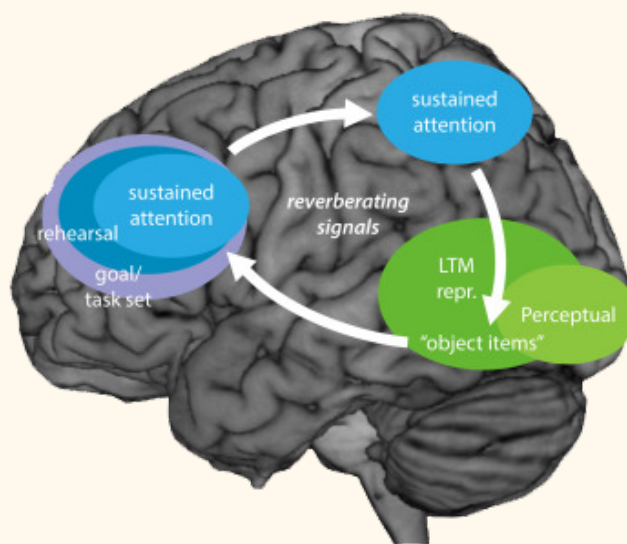 sustained
attention
sustained
attention
rehearsal
goal/
task set
reverberating
signals
LTM
repr.
Perceptual
"object items"